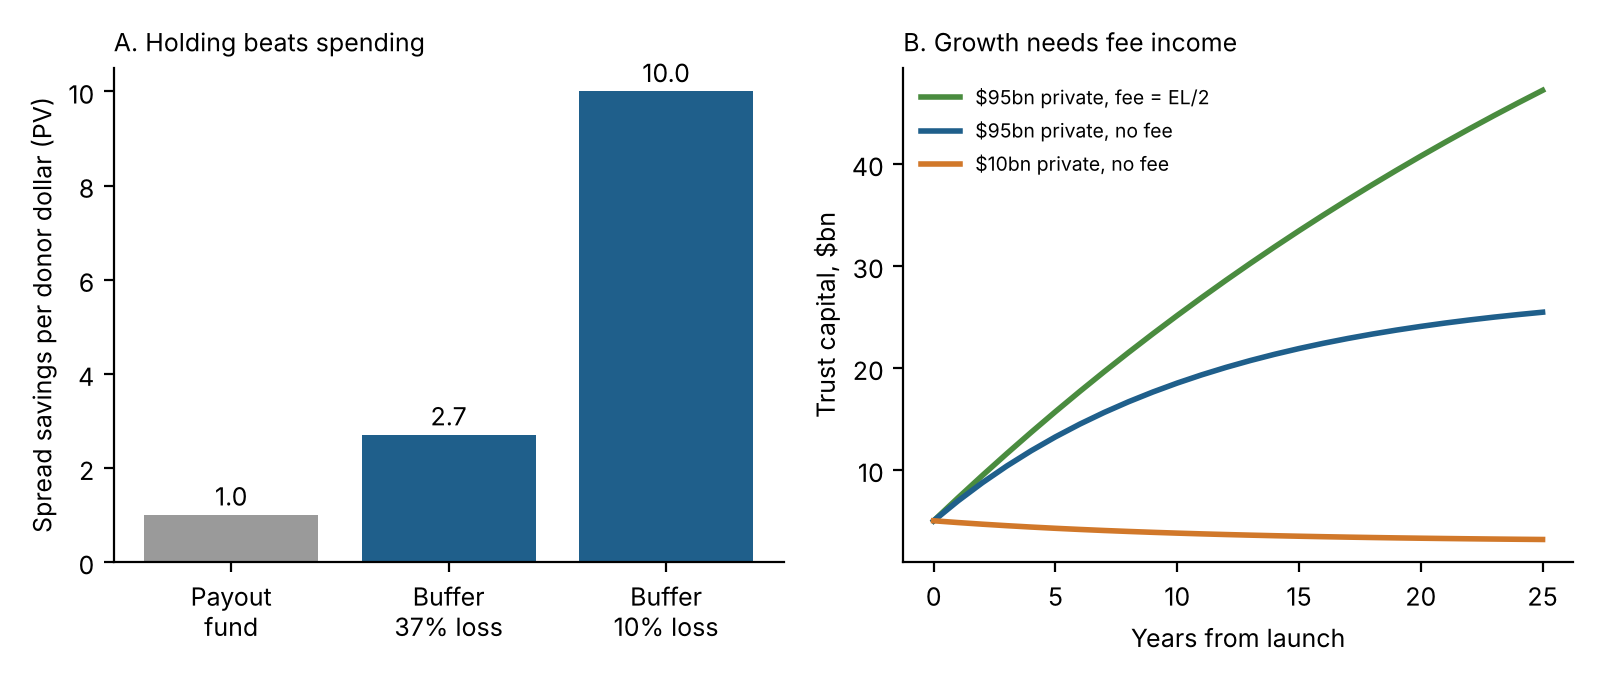 A. Holding beats spending
Spread savings per donor dollar (PV)
10
8
6
4
2
0
1.0
2.7
10.0
Payout
fund
Buffer
37% loss
Buffer
10% loss
B. Growth needs fee income
$95bn private, fee = EL/2
$95bn private, no fee
$10bn private, no fee
Trust capital, $bn
40
30
20
10
0 5 10 15 20 25
Years from launch